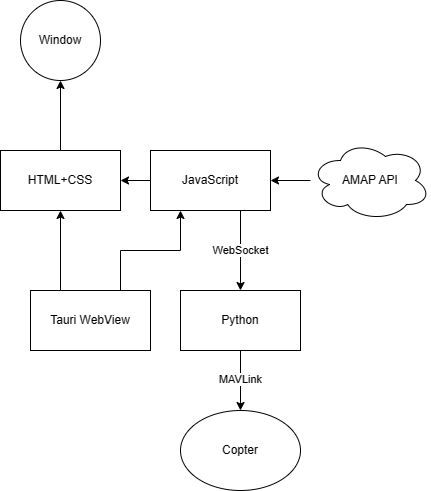 Window
HTML+CSS
JavaScript
AMAP API
WebSocket
Tauri WebView
Python
MAVLink
Copter